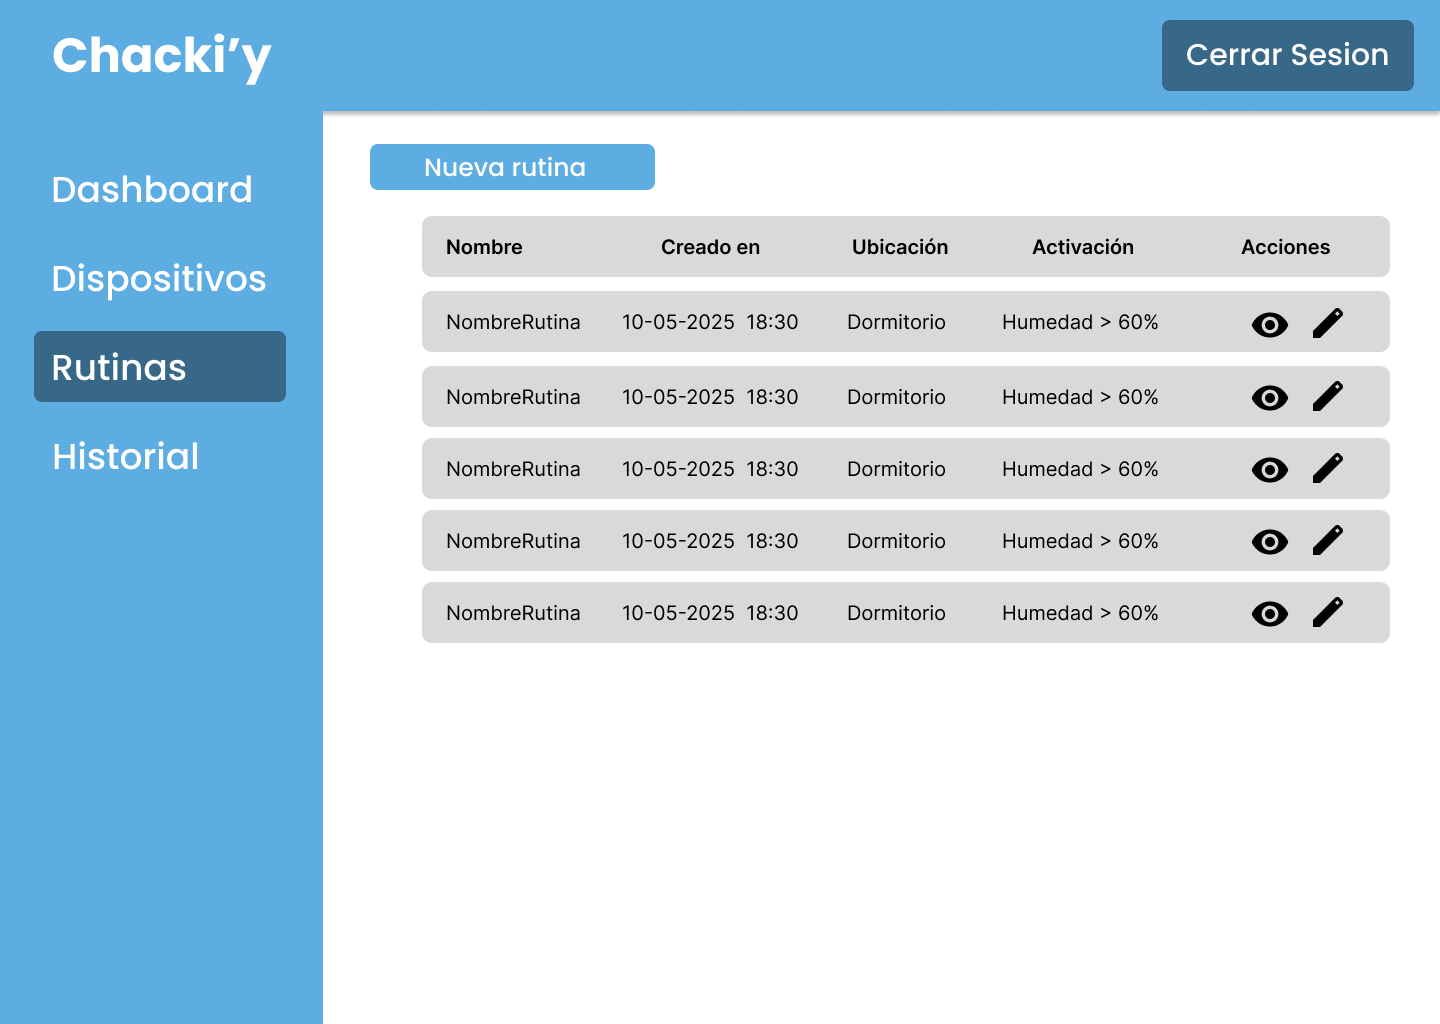 Chacki’y
Cerrar Sesion
Dashboard
Dispositivos
Rutinas
Historial
Nueva rutina
Nombre Creado en Ubicación Activación Acciones
NombreRutina 10-05-2025 18:30 Dormitorio Humedad > 60%
NombreRutina 10-05-2025 18:30 Dormitorio Humedad > 60%
NombreRutina 10-05-2025 18:30 Dormitorio Humedad > 60%
NombreRutina 10-05-2025 18:30 Dormitorio Humedad > 60%
NombreRutina 10-05-2025 18:30 Dormitorio Humedad > 60%